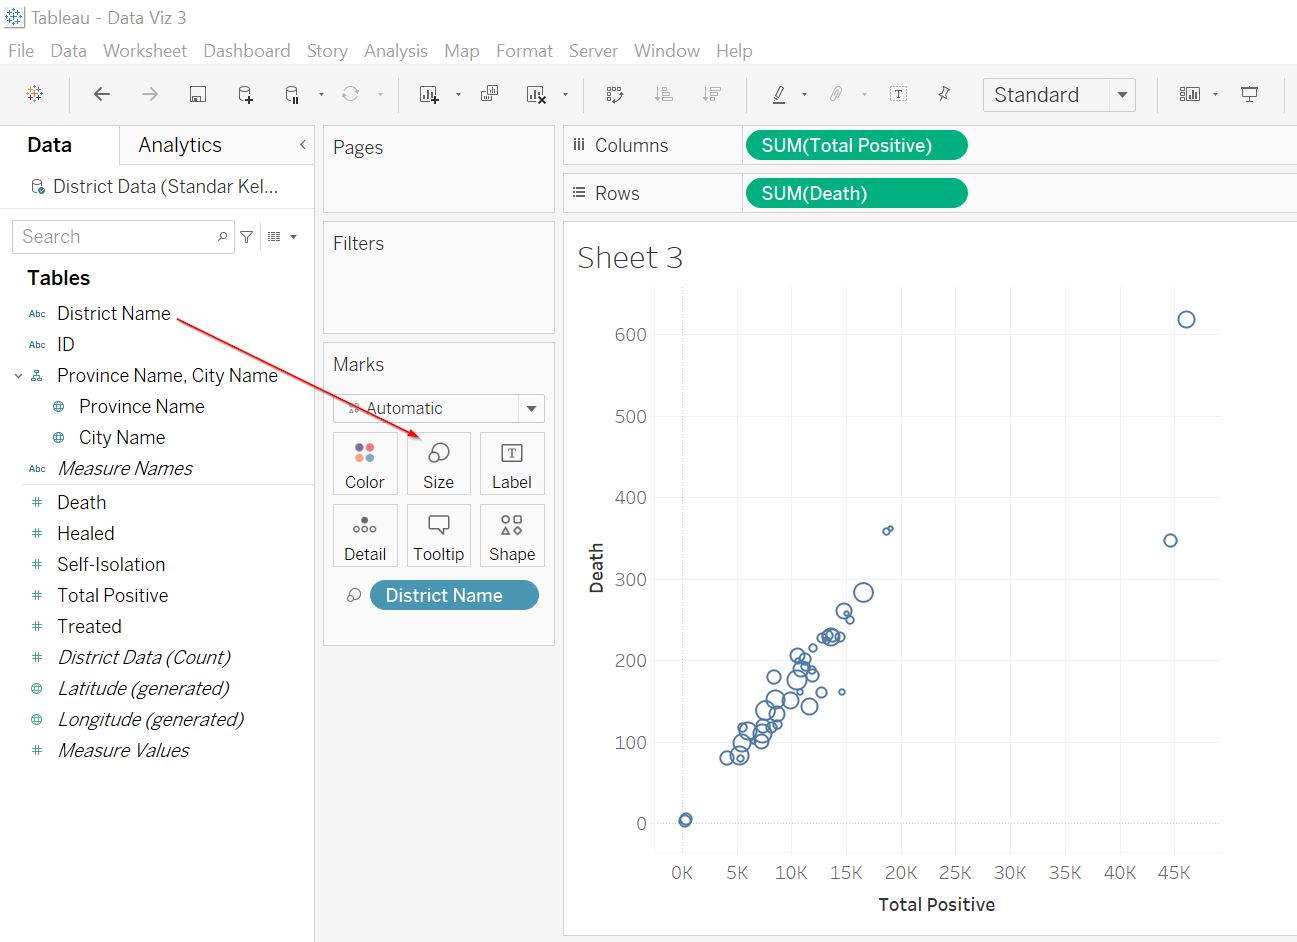 Tableau - Data Viz 3
File Data Worksheet Dashboard Story Analysis Map Format Server Window Help
Standard
Data Analytics
District Data (Standar Kel...
Search
Tables
Abc District Name
Abc ID
Province Name, City Name
Province Name
City Name
Abc Measure Names
# Death
# Healed
# Self-Isolation
# Total Positive
# Treated
# District Data (Count)
Latitude (generated)
Longitude (generated)
# Measure Values
Pages
Filters
Marks
Automatic
Color Size Label
Detail Tooltip Shape
District Name
Columns SUM(Total Positive)
Rows SUM(Death)
Sheet 3
Death
600
500
400
300
200
100
0
0K 5K 10K 15K 20K 25K 30K 35K 40K 45K
Total Positive